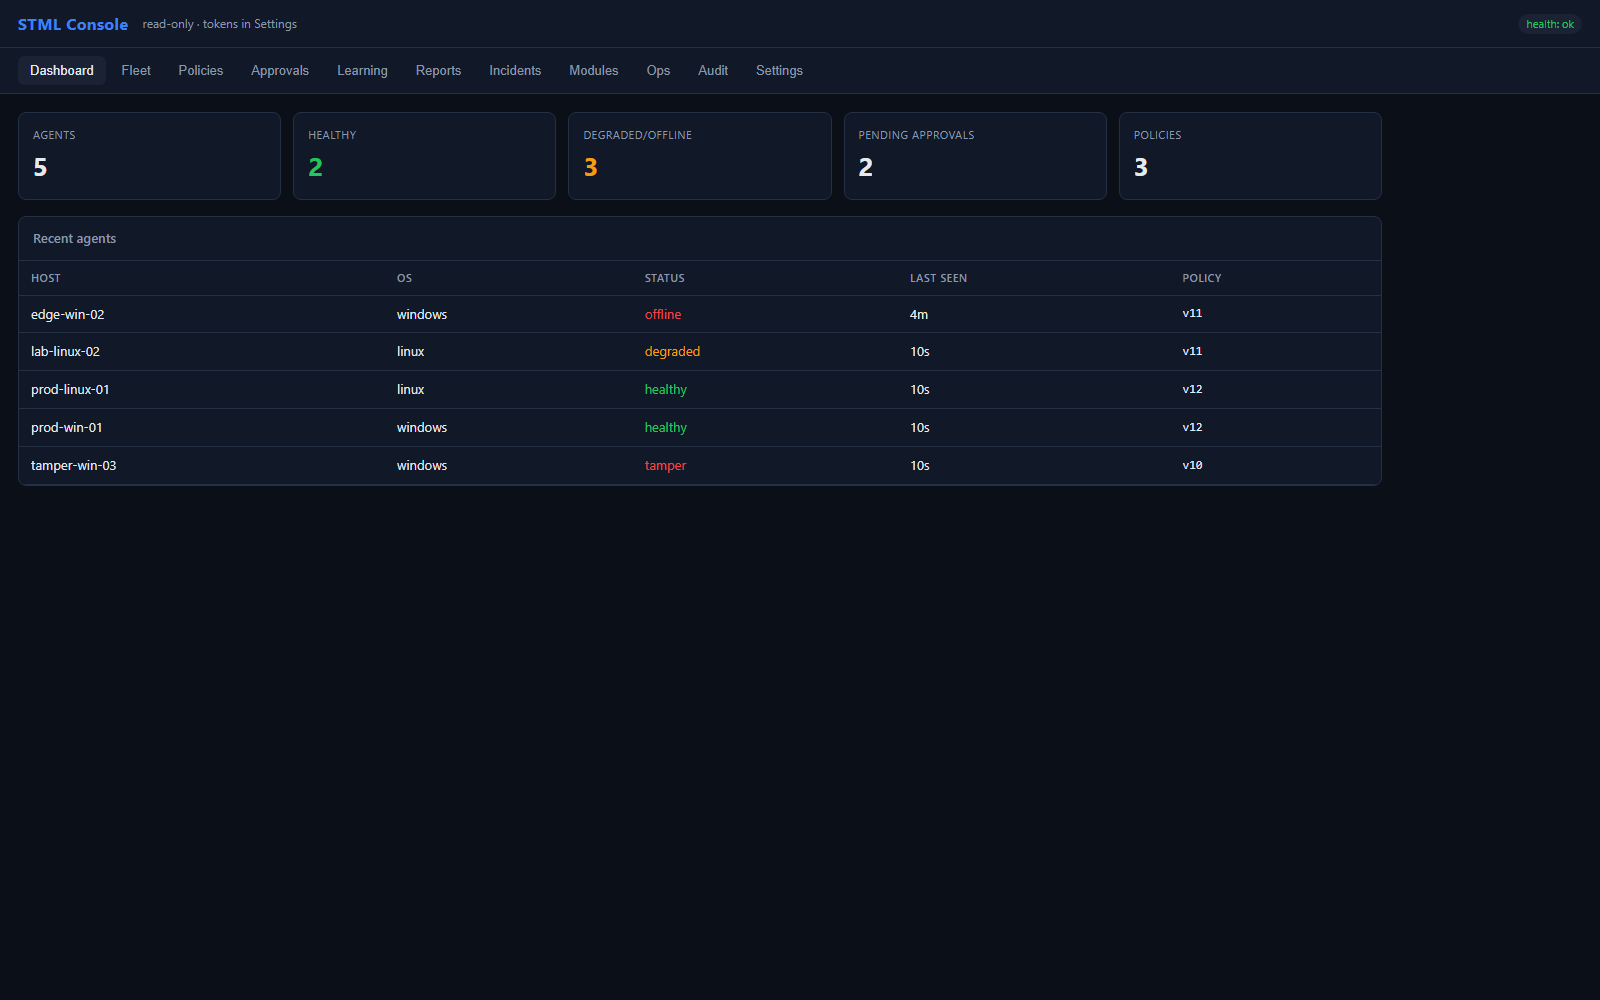 STML Console read-only · tokens in Settings health: ok
Dashboard Fleet Policies Approvals Learning Reports Incidents Modules Ops Audit Settings
AGENTS HEALTHY DEGRADED/OFFLINE PENDING APPROVALS POLICIES
5 2 3 2 3
Recent agents
HOST OS STATUS LAST SEEN POLICY
edge-win-02 windows offline 4m v11
lab-linux-02 linux degraded 10s v11
prod-linux-01 linux healthy 10s v12
prod-win-01 windows healthy 10s v12
tamper-win-03 windows tamper 10s v10